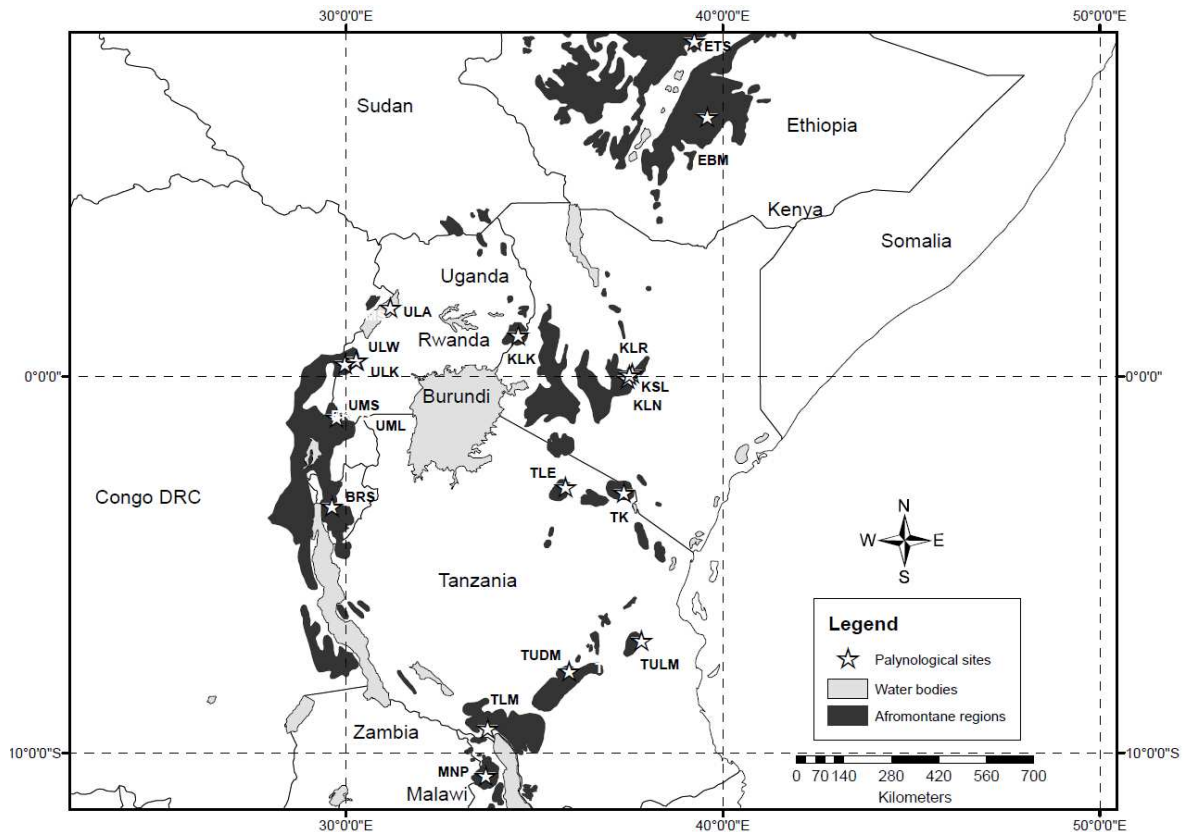 30°0'0"E 40°0'0"E 50°0'0"E
ETS
Sudan
Ethiopia
EBM
Kenya
Somalia
Uganda
ULA
Rwanda
KLK
ULW
KLR
ULK
0°0'0" 0°0'0"
KSL
Burundi
KLN
UMS
UML
TLE
Congo DRC
BRS
TK
N
W E
S
Tanzania
Legend
TUDM
TULM
Palynological sites
Water bodies
TLM
Afromontane regions
Zambia
10°0'0"S 10°0'0"S
MNP
0 70 140 280 420 560 700
Malawi
Kilometers
30°0'0"E 40°0'0"E 50°0'0"E